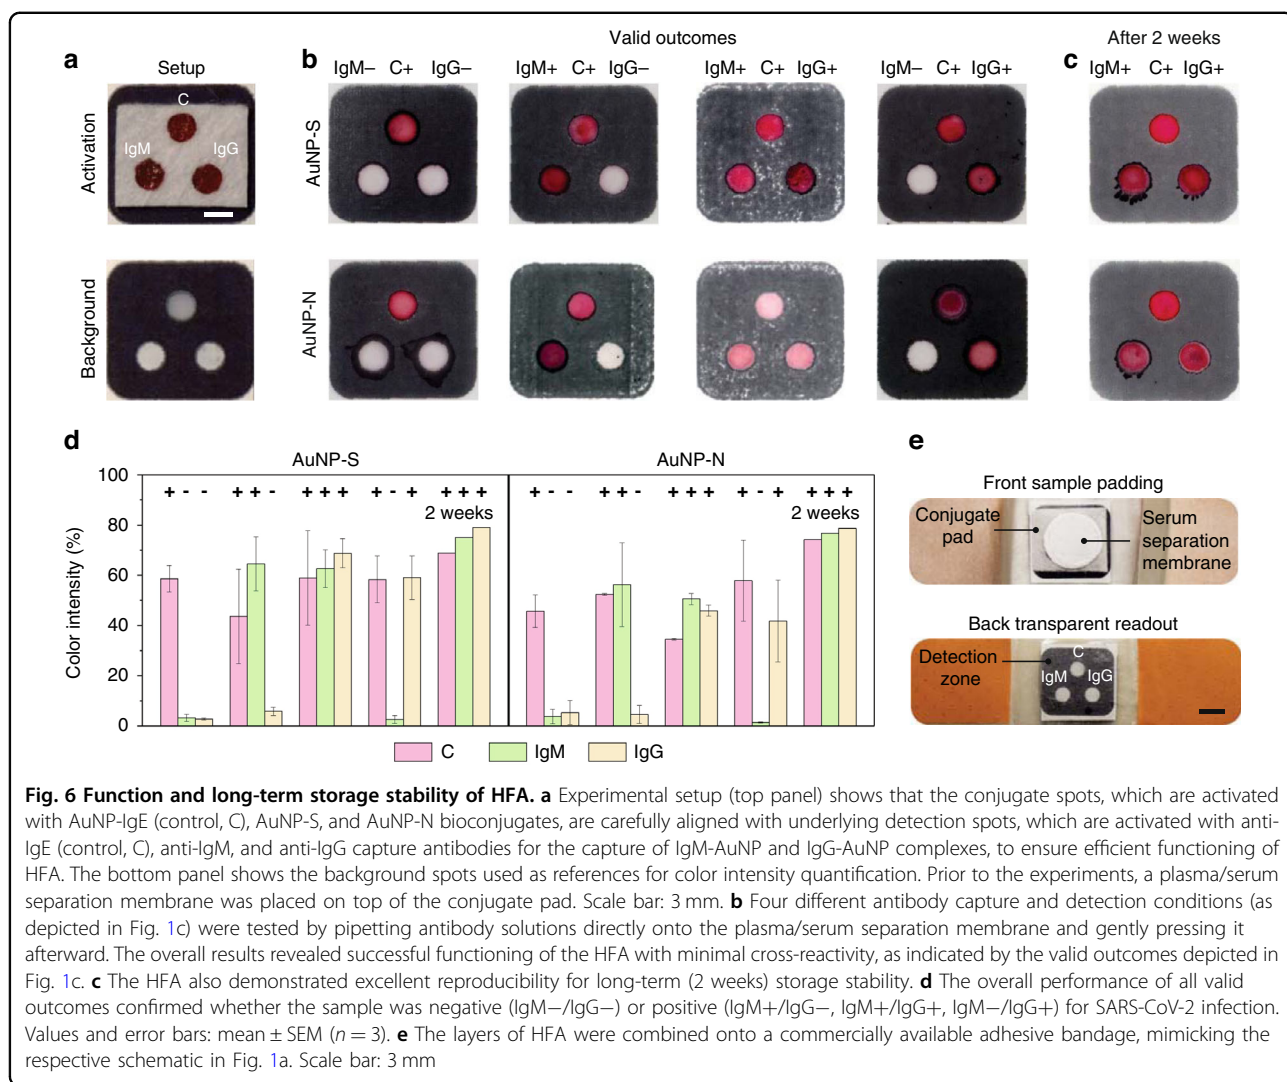 Valid outcomes
After 2 weeks
a
Setup
b
IgM– C+ IgG–
IgM+ C+ IgG–
IgM+ C+ IgG+
IgM– C+ IgG+
c
IgM+ C+ IgG+
Activation
C
IgM
IgG
AuNP-S
Background
AuNP-N
d
AuNP-S
AuNP-N
Color intensity (%)
100
80
60
40
20
0
+ - -
+ + -
+ + +
+ - +
+ + +
2 weeks
+ - -
+ + -
+ + +
+ - +
+ + +
2 weeks
C
IgM
IgG
e
Front sample padding
Conjugate
pad
Serum
separation
membrane
Back transparent readout
Detection
zone
C
IgM
IgG
Fig. 6 Function and long-term storage stability of HFA. a Experimental setup (top panel) shows that the conjugate spots, which are activated
with AuNP-IgE (control, C), AuNP-S, and AuNP-N bioconjugates, are carefully aligned with underlying detection spots, which are activated with anti-
IgE (control, C), anti-IgM, and anti-IgG capture antibodies for the capture of IgM-AuNP and IgG-AuNP complexes, to ensure efficient functioning of
HFA. The bottom panel shows the background spots used as references for color intensity quantification. Prior to the experiments, a plasma/serum
separation membrane was placed on top of the conjugate pad. Scale bar: 3 mm. b Four different antibody capture and detection conditions (as
depicted in Fig. 1c) were tested by pipetting antibody solutions directly onto the plasma/serum separation membrane and gently pressing it
afterward. The overall results revealed successful functioning of the HFA with minimal cross-reactivity, as indicated by the valid outcomes depicted in
Fig. 1c. c The HFA also demonstrated excellent reproducibility for long-term (2 weeks) storage stability. d The overall performance of all valid
outcomes confirmed whether the sample was negative (IgM−/IgG−) or positive (IgM+/IgG−, IgM+/IgG+, IgM−/IgG+) for SARS-CoV-2 infection.
Values and error bars: mean ± SEM (n = 3). e The layers of HFA were combined onto a commercially available adhesive bandage, mimicking the
respective schematic in Fig. 1a. Scale bar: 3 mm